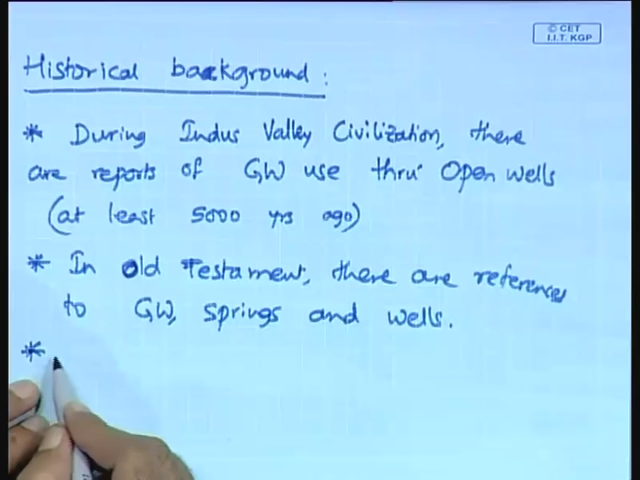 © CET
I.I.T. KGP
Historical background:
* During Indus Valley Civilization, there
are reports of GW use thru' Open wells
(at least 5000 yrs ago)
* In Old Testament, there are references
to GW, springs and wells.
*